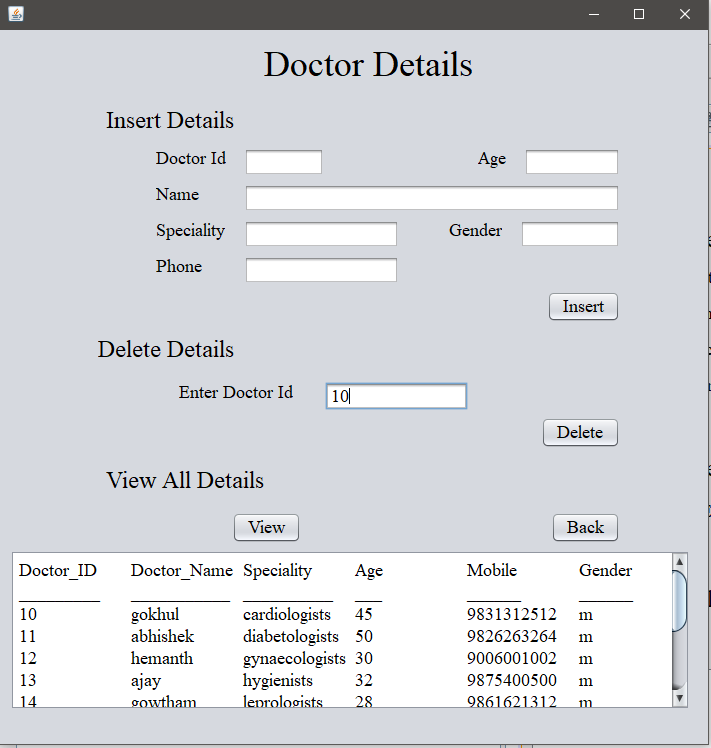 Doctor Details
Insert Details
Doctor Id Age
Name
Speciality Gender
Phone
Insert
Delete Details
Enter Doctor Id 10
Delete
View All Details
View Back
Doctor_ID Doctor_Name Speciality Age Mobile Gender
10 gokhul cardiologists 45 9831312512 m
11 abhishek diabetologists 50 9826263264 m
12 hemanth gynaecologists 30 9006001002 m
13 ajay hygienists 32 9875400500 m
14 gowtham leprologists 28 9861621312 m